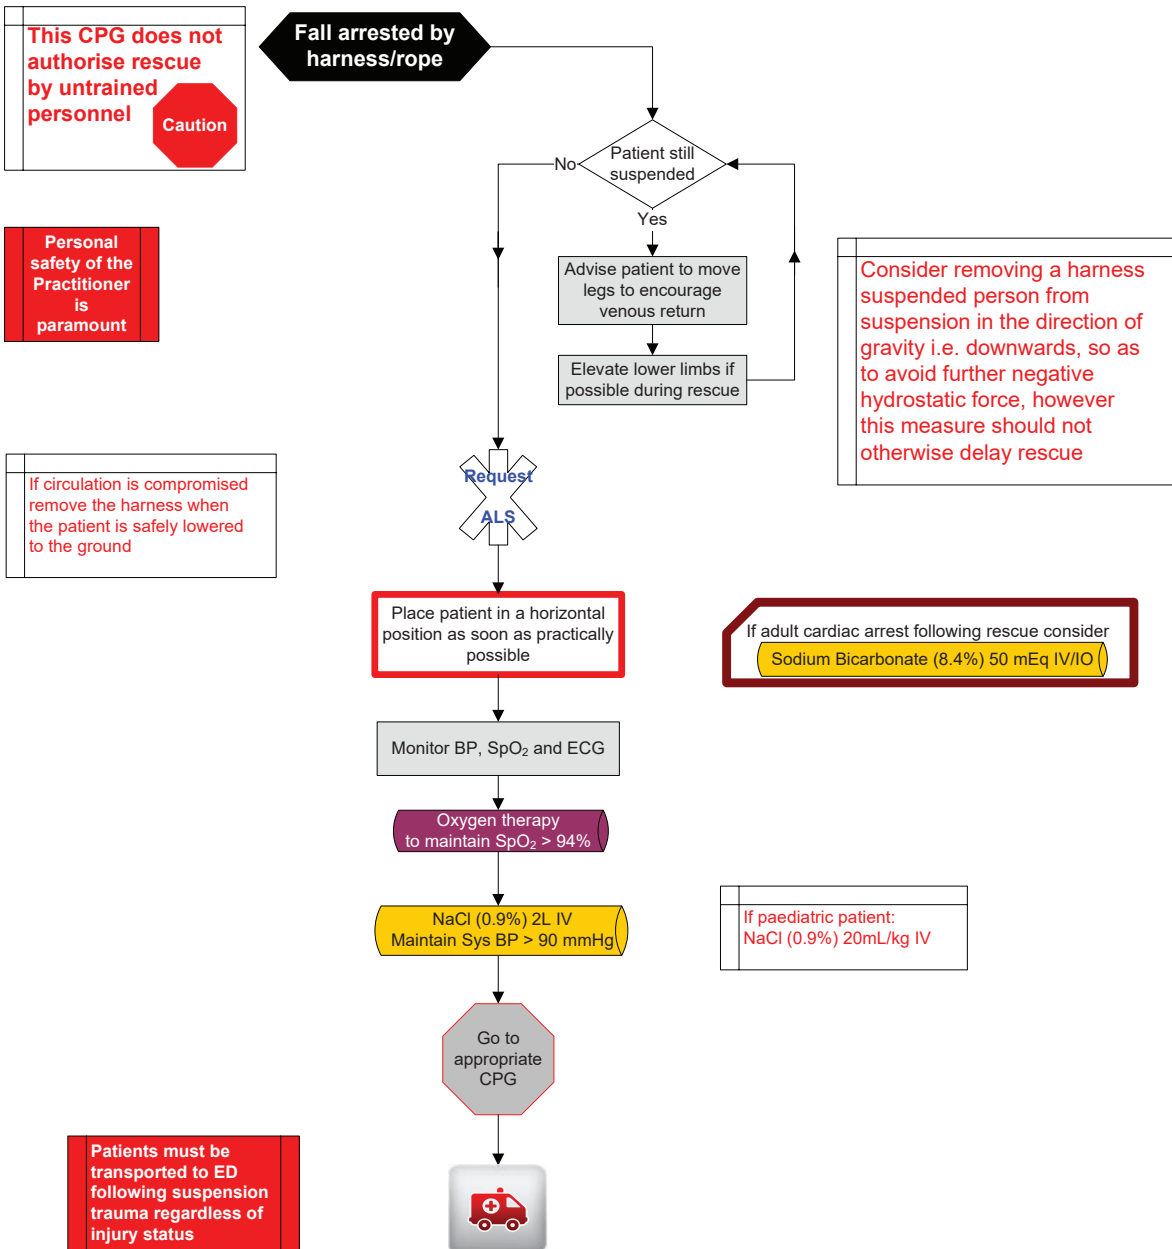 This CPG does not
authorise rescue
by untrained
personnel
Caution
Fall arrested by
harness/rope
Patient still
suspended
No
Yes
Personal
safety of the
Practitioner
is
paramount
Advise patient to move
legs to encourage
venous return
Elevate lower limbs if
possible during rescue
Consider removing a harness
suspended person from
suspension in the direction of
gravity i.e. downwards, so as
to avoid further negative
hydrostatic force, however
this measure should not
otherwise delay rescue
If circulation is compromised
remove the harness when
the patient is safely lowered
to the ground
Request
ALS
Place patient in a horizontal
position as soon as practically
possible
If adult cardiac arrest following rescue consider
Sodium Bicarbonate (8.4%) 50 mEq IV/IO
Monitor BP, SpO₂ and ECG
Oxygen therapy
to maintain SpO₂ > 94%
NaCl (0.9%) 2L IV
Maintain Sys BP > 90 mmHg
If paediatric patient:
NaCl (0.9%) 20mL/kg IV
Go to
appropriate
CPG
Patients must be
transported to ED
following suspension
trauma regardless of
injury status